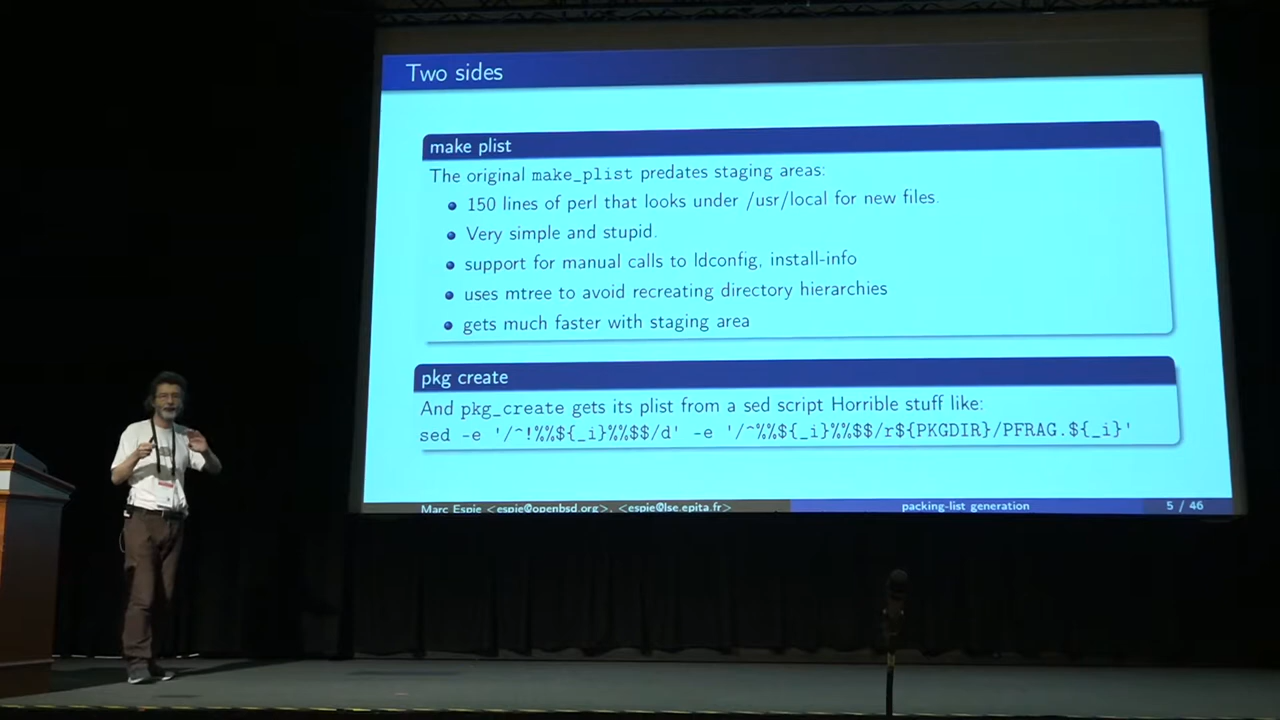 Two sides
make plist
The original make_plist predates staging areas:
150 lines of perl that looks under /usr/local for new files.
Very simple and stupid.
support for manual calls to ldconfig, install-info
uses mtree to avoid recreating directory hierarchies
gets much faster with staging area
pkg create
And pkg_create gets its plist from a sed script Horrible stuff like:
sed -e '/^!%%${_i}%%$$/d' -e '/^%%${_i}%%$$/r${PKGDIR}/PFRAG.${_i}'
Marc Espie <espie@openbsd.org>, <espie@lse.epita.fr> packing-list generation 5 / 46